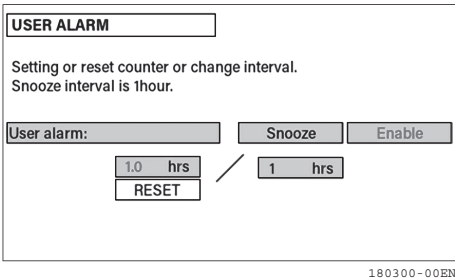 USER ALARM
Setting or reset counter or change interval.
Snooze interval is 1hour.
User alarm: Snooze Enable
1.0 hrs / 1 hrs
RESET
180300-00EN